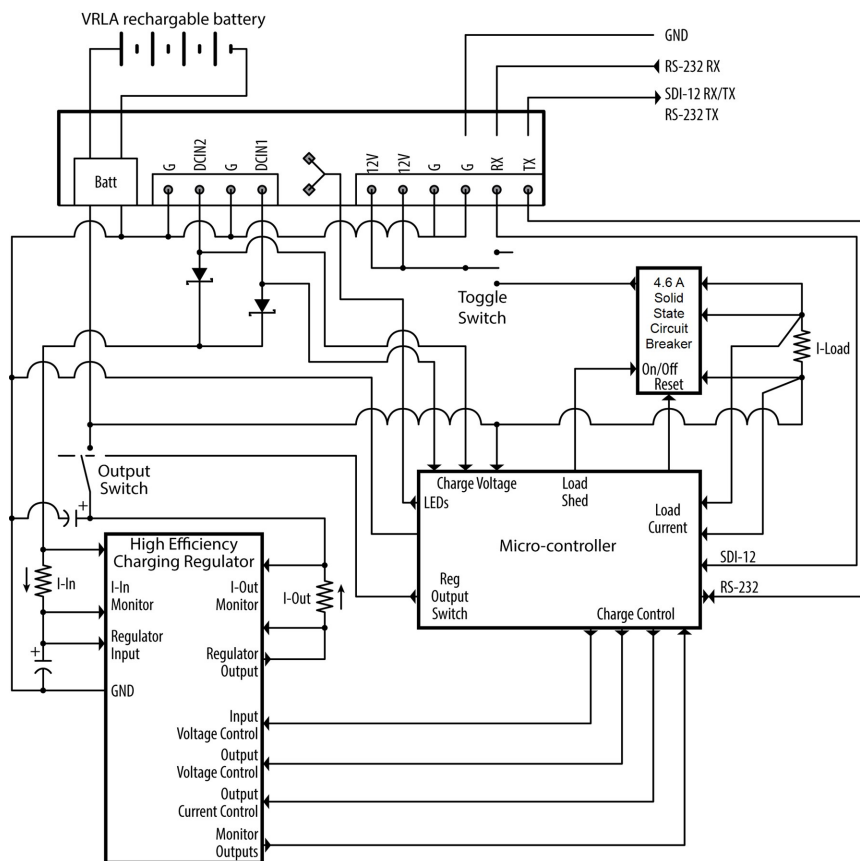 VRLA rechargable battery
GND
RS-232 RX
SDI-12 RX/TX
RS-232 TX
Batt
G
DCIN2
G
DCIN1
12V
12V
G
G
RX
TX
Toggle
Switch
4.6 A
Solid
State
Circuit
Breaker
On/Off
Reset
I-Load
Output
Switch
+
Charge Voltage
LEDs
Load
Shed
Load
Current
Micro-controller
Reg
Output
Switch
Charge Control
SDI-12
RS-232
High Efficiency
Charging Regulator
I-In
I-In
Monitor
I-Out
Monitor
I-Out
Regulator
Input
+
Regulator
Output
GND
Input
Voltage Control
Output
Voltage Control
Output
Current Control
Monitor
Outputs